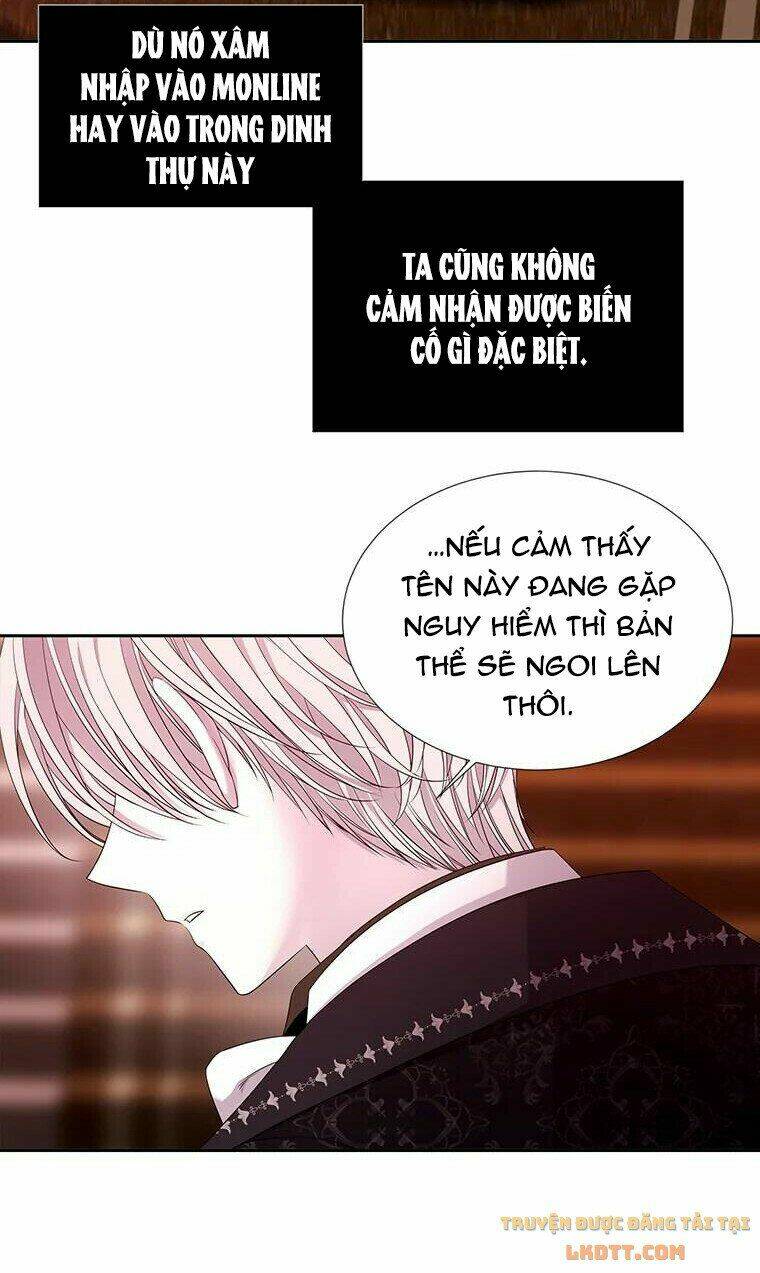 DÙ NÓ XÂM
NHẬP VÀO MONLINE
HAY VÀO TRONG DINH
THỰ NÀY
TA CŨNG KHÔNG
CẢM NHẬN ĐƯỢC BIẾN
CỐ GÌ ĐẶC BIỆT.
...NẾU CẢM THẤY
TÊN NÀY ĐANG GẶP
NGUY HIỂM THÌ BẢN
THỂ SẼ NGOI LÊN
THÔI.
TRUYỆN ĐƯỢC ĐĂNG TẢI TẠI
LKDTT.COM